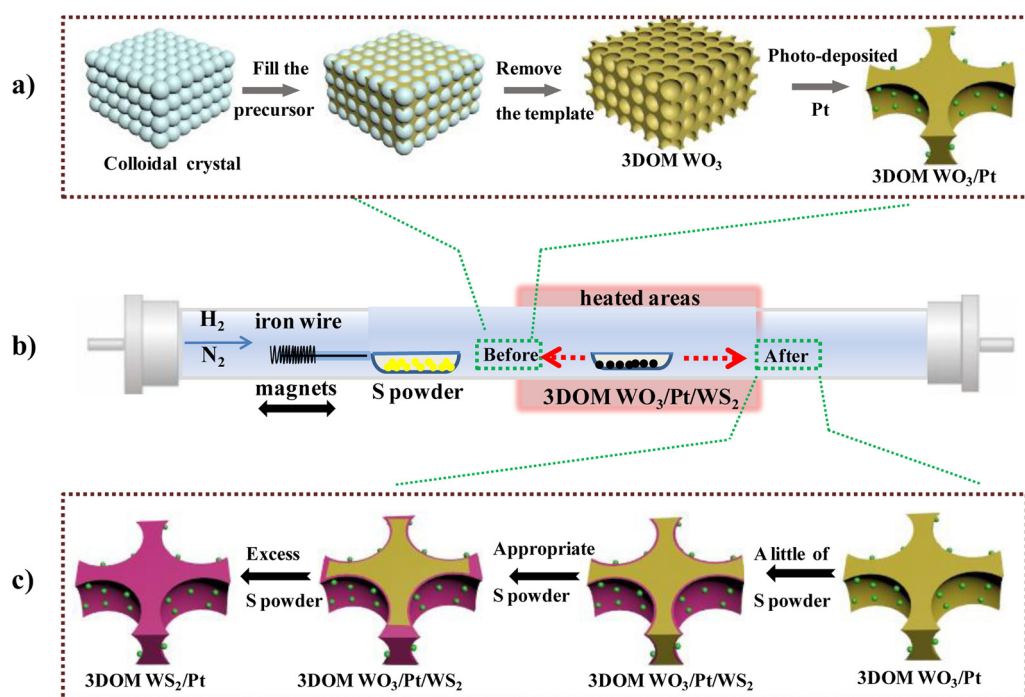 a)
Fill the
precursor
Remove
the template
Photo-deposited
Pt
Colloidal crystal
3DOM WO₃
3DOM WO₃/Pt
b)
H₂
N₂
iron wire
magnets
S powder
Before
heated areas
After
3DOM WO₃/Pt/WS₂
c)
Excess
S powder
Appropriate
S powder
A little of
S powder
3DOM WS₂/Pt
3DOM WO₃/Pt/WS₂
3DOM WO₃/Pt/WS₂
3DOM WO₃/Pt